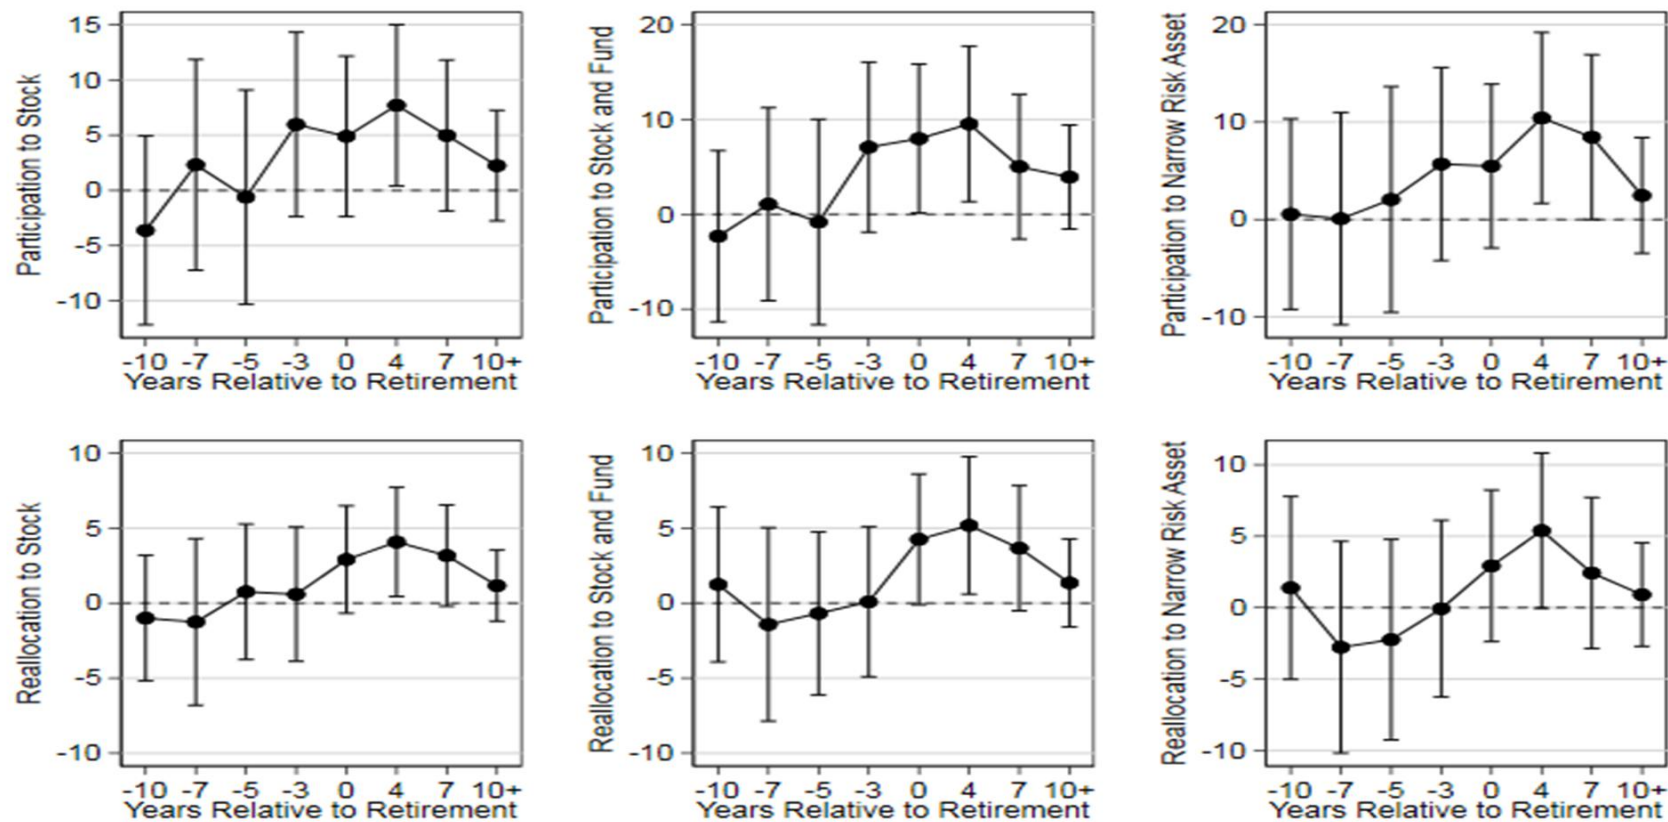 Participation to Stock
15
10
5
0
-5
-10
-10 -7 -5 -3 0 4 7 10+
Years Relative to Retirement
Participation to Stock and Fund
20
10
0
-10
-10 -7 -5 -3 0 4 7 10+
Years Relative to Retirement
Participation to Narrow Risk Asset
20
10
0
-10
-10 -7 -5 -3 0 4 7 10+
Years Relative to Retirement
Reallocation to Stock
10
5
0
-5
-10
-10 -7 -5 -3 0 4 7 10+
Years Relative to Retirement
Reallocation to Stock and Fund
10
5
0
-5
-10
-10 -7 -5 -3 0 4 7 10+
Years Relative to Retirement
Reallocation to Narrow Risk Asset
10
5
0
-5
-10
-10 -7 -5 -3 0 4 7 10+
Years Relative to Retirement